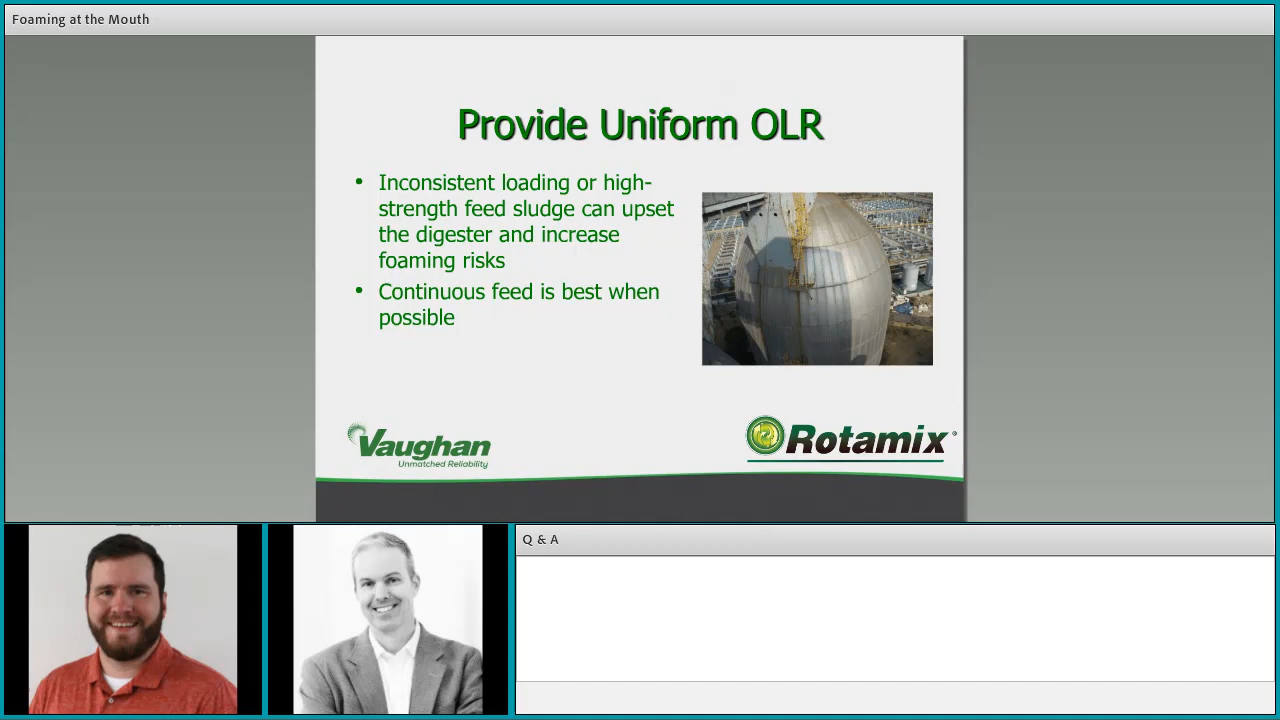 Foaming at the Mouth
Provide Uniform OLR
• Inconsistent loading or high-
strength feed sludge can upset
the digester and increase
foaming risks
• Continuous feed is best when
possible
Vaughan
Unmatched Reliability
Rotamix®
Q & A